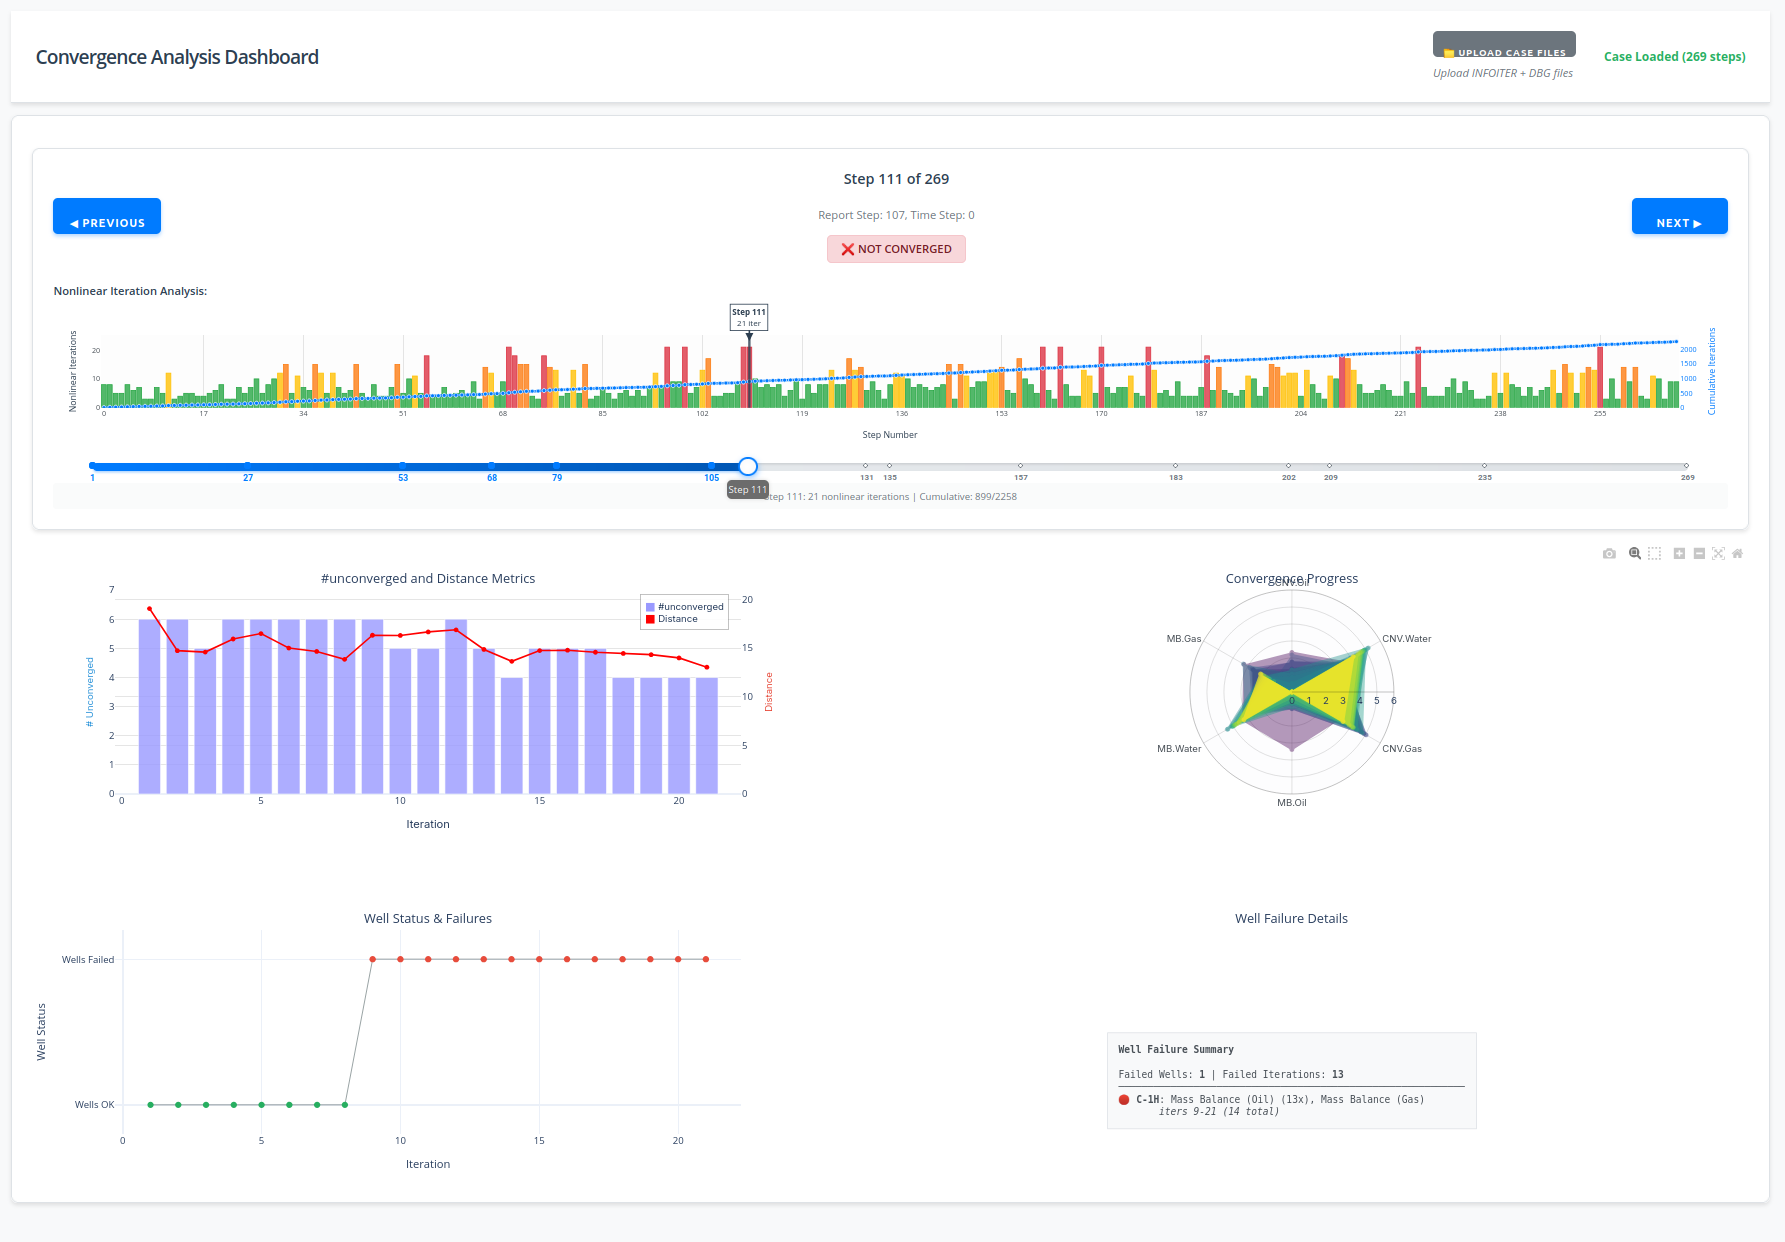 Convergence Analysis Dashboard
📁 UPLOAD CASE FILES
Upload INFOITER + DBG files
Case Loaded (269 steps)
Step 111 of 269
◀ PREVIOUS
Report Step: 107, Time Step: 0
NEXT ▶
❌ NOT CONVERGED
Nonlinear Iteration Analysis:
Step 111
21 iter
Nonlinear Iterations
20
10
0
2000
1500
1000
500
0
Cumulative Iterations
0 17 34 51 68 85 102 119 136 153 170 187 204 221 238 255
Step Number
1 27 53 68 79 105 131 135 157 183 202 209 235 269
Step 111
Step 111: 21 nonlinear iterations | Cumulative: 899/2258
#unconverged and Distance Metrics
#unconverged
Distance
# Unconverged
7
6
5
4
3
2
1
0
20
15
10
5
0
Distance
0 5 10 15 20
Iteration
Convergence Progress
CNV.Oil
MB.Gas
CNV.Water
0 1 2 3 4 5 6
MB.Water
CNV.Gas
MB.Oil
Well Status & Failures
Well Status
Wells Failed
Wells OK
0 5 10 15 20
Iteration
Well Failure Details
Well Failure Summary
Failed Wells: 1 | Failed Iterations: 13
🔴 C-1H: Mass Balance (Oil) (13x), Mass Balance (Gas)
iters 9-21 (14 total)